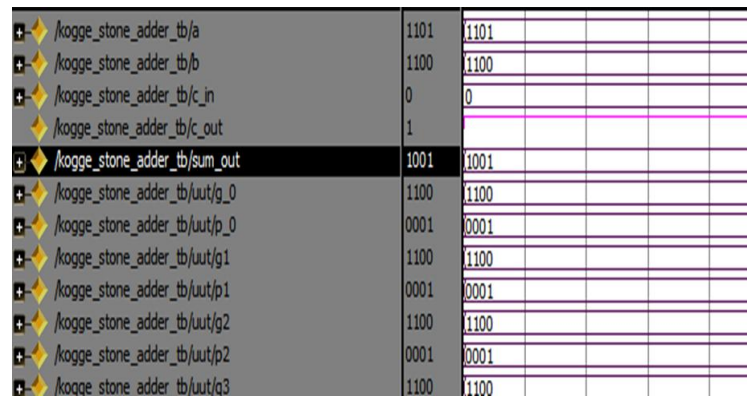 /kogge_stone_adder_tb/a 1101 1101
/kogge_stone_adder_tb/b 1100 1100
/kogge_stone_adder_tb/c_in 0 0
/kogge_stone_adder_tb/c_out 1
/kogge_stone_adder_tb/sum_out 1001 1001
/kogge_stone_adder_tb/uut/g_0 1100 1100
/kogge_stone_adder_tb/uut/p_0 0001 0001
/kogge_stone_adder_tb/uut/g1 1100 1100
/kogge_stone_adder_tb/uut/p1 0001 0001
/kogge_stone_adder_tb/uut/g2 1100 1100
/kogge_stone_adder_tb/uut/p2 0001 0001
/kogge_stone_adder_tb/uut/g3 1100 1100